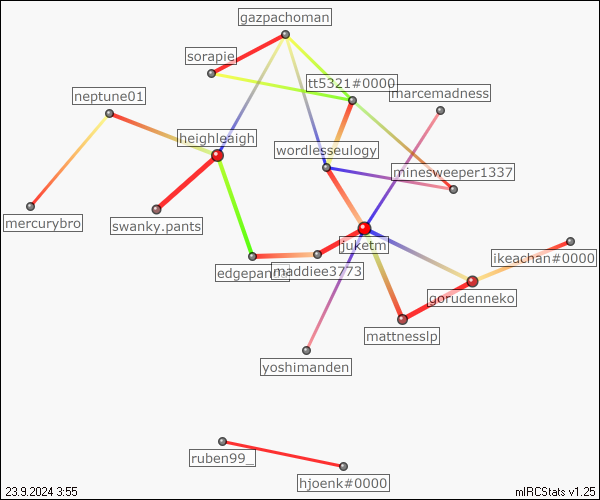 gazpachoman
sorapie
tt5321#0000
neptune01
marcemadness
heighleaigh
wordlesseulogy
minesweeper1337
mercurybro
swanky.pants
juketm
maddiee3773
ikeachan#0000
gorudenneko
mattnesslp
yoshimanden
ruben99_
hjoenk#0000
23.9.2024 3:55
mIRCStats v1.25